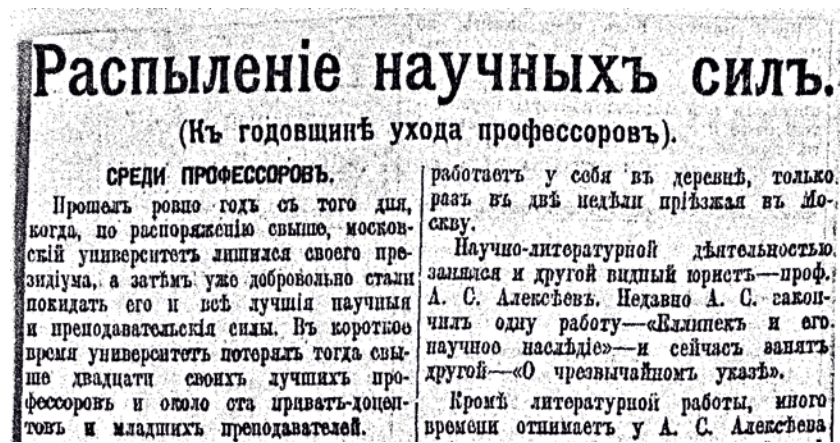 Распыленіе научныхъ силъ.
(Къ годовщинѣ ухода профессоровъ).
СРЕДИ ПРОФЕССОРОВЪ.
Прошелъ ровно годъ съ того дня,
когда, по распоряженію свыше, москов-
скій университетъ лишился своего пре-
зидіума, а затѣмъ уже добровольно стали
покидать его и всѣ лучшія научныя
и преподавательскія силы. Въ короткое
время университетъ потерялъ тогда свы-
ше двадцати своихъ лучшихъ про-
фессоровъ и около ста приватъ-доцен-
товъ и младшихъ преподавателей.
работаетъ у себя въ деревнѣ, только
разъ въ двѣ недѣли пріѣзжая въ Мо-
скву.
Научно-литературной дѣятельностью
занялся и другой видный юристъ—проф.
А. С. Алексѣевъ. Недавно А. С. закон-
чилъ одну работу—«Еллинекъ и его
научное наслѣдіе»—и сейчасъ занятъ
другой—«О чрезвычайномъ указѣ».
Кромѣ литературной работы, много
времени отнимаетъ у А. С. Алексѣева